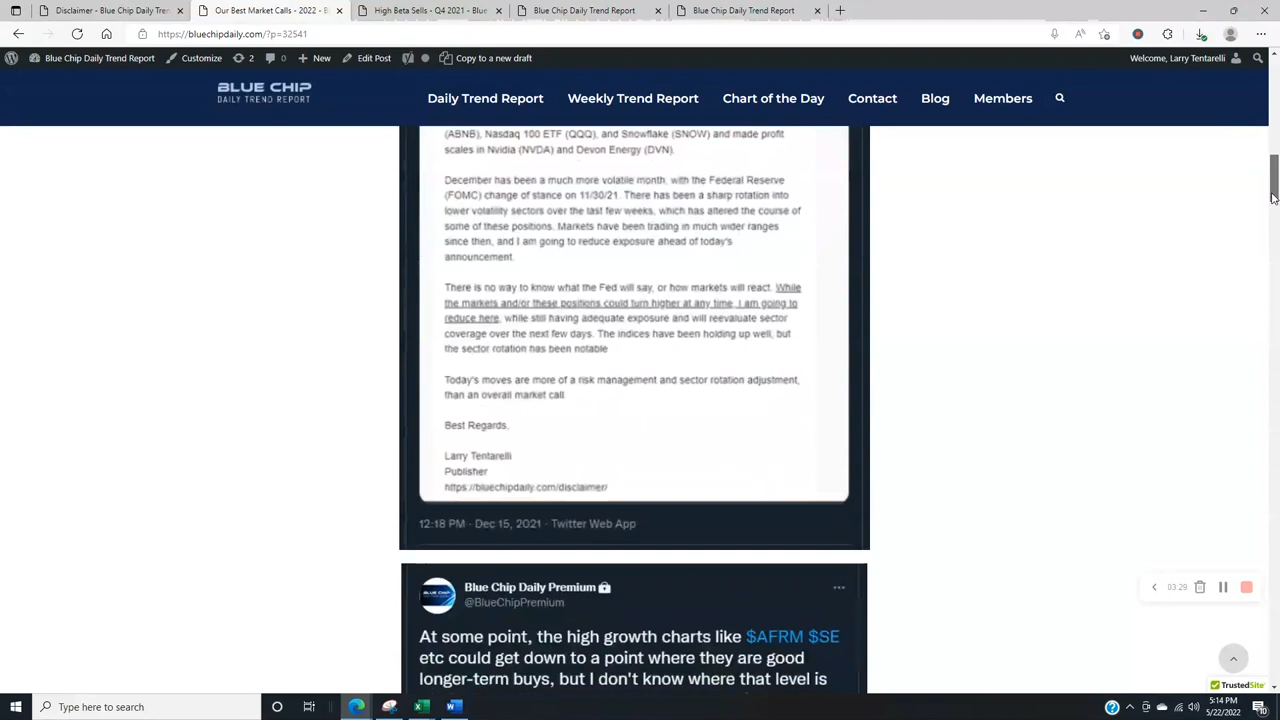 Disclaimer - Blue Chip Daily Tren
Our Best Market Calls - 2022 - B
High Beta Sells - Q4 2021 - Blue
Blue Chip Daily Trend Report
Blue Chip Daily Trend Report
https://bluechipdaily.com/?p=32541
Blue Chip Daily Trend Report
Customize
2
0
New
Edit Post
Copy to a new draft
Welcome, Larry Tentarelli
BLUE CHIP
DAILY TREND REPORT
Daily Trend Report
Weekly Trend Report
Chart of the Day
Contact
Blog
Members
(ABNB), Nasdaq 100 ETF (QQQ), and Snowflake (SNOW) and made profit
scales in Nvidia (NVDA) and Devon Energy (DVN).
December has been a much more volatile month, with the Federal Reserve
(FOMC) change of stance on 11/30/21. There has been a sharp rotation into
lower volatility sectors over the last few weeks, which has altered the course of
some of these positions. Markets have been trading in much wider ranges
since then, and I am going to reduce exposure ahead of today's
announcement.
There is no way to know what the Fed will say, or how markets will react. While
the markets and/or these positions could turn higher at any time, I am going to
reduce here, while still having adequate exposure and will reevaluate sector
coverage over the next few days. The indices have been holding up well, but
the sector rotation has been notable
Today's moves are more of a risk management and sector rotation adjustment,
than an overall market call
Best Regards,
Larry Tentarelli
Publisher
https://bluechipdaily.com/disclaimer/
12:18 PM · Dec 15, 2021 · Twitter Web App
Blue Chip Daily Premium
@BlueChipPremium
At some point, the high growth charts like $AFRM $SE
etc could get down to a point where they are good
longer-term buys, but I don't know where that level is
03:29
TrustedSite
Type here to search
5:14 PM
5/22/2022
10